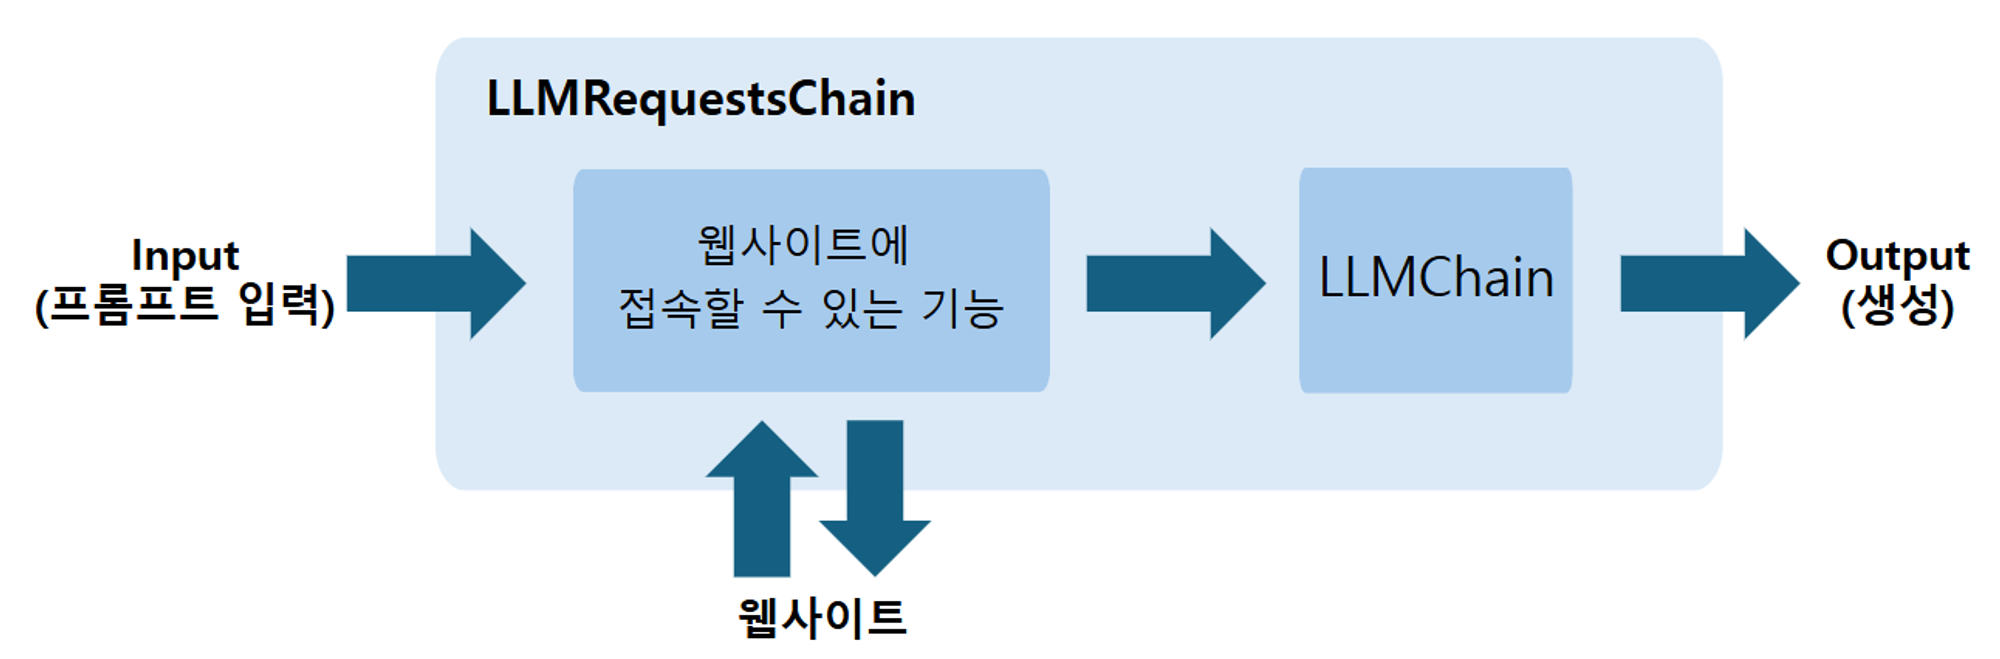 LLMRequestsChain
Input
(프롬프트 입력)
웹사이트에
접속할 수 있는 기능
LLMChain
Output
(생성)
웹사이트